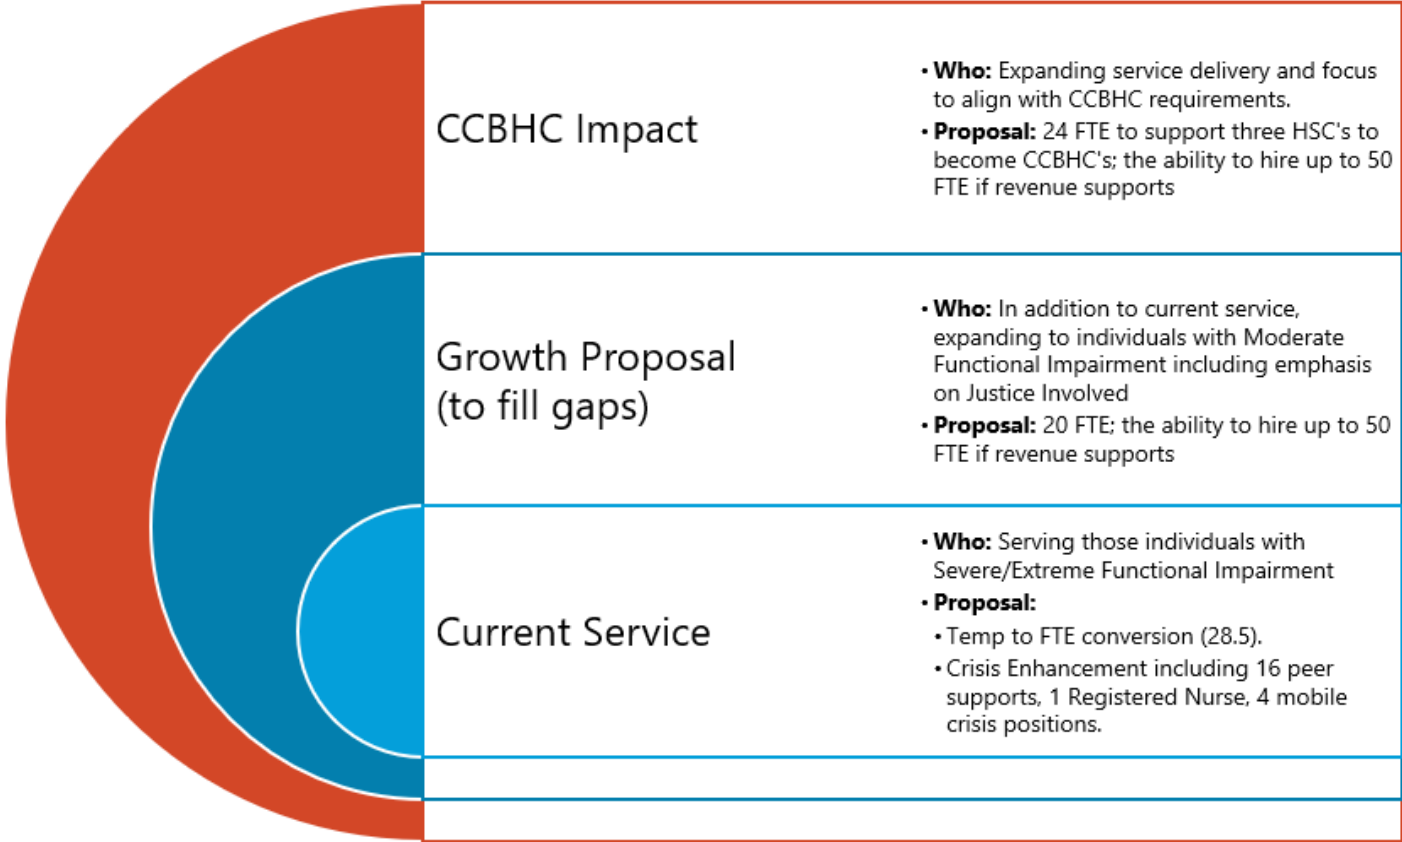 CCBHC Impact
• Who: Expanding service delivery and focus
to align with CCBHC requirements.
• Proposal: 24 FTE to support three HSC's to
become CCBHC's; the ability to hire up to 50
FTE if revenue supports
Growth Proposal
(to fill gaps)
• Who: In addition to current service,
expanding to individuals with Moderate
Functional Impairment including emphasis
on Justice Involved
• Proposal: 20 FTE; the ability to hire up to 50
FTE if revenue supports
Current Service
• Who: Serving those individuals with
Severe/Extreme Functional Impairment
• Proposal:
• Temp to FTE conversion (28.5).
• Crisis Enhancement including 16 peer
supports, 1 Registered Nurse, 4 mobile
crisis positions.